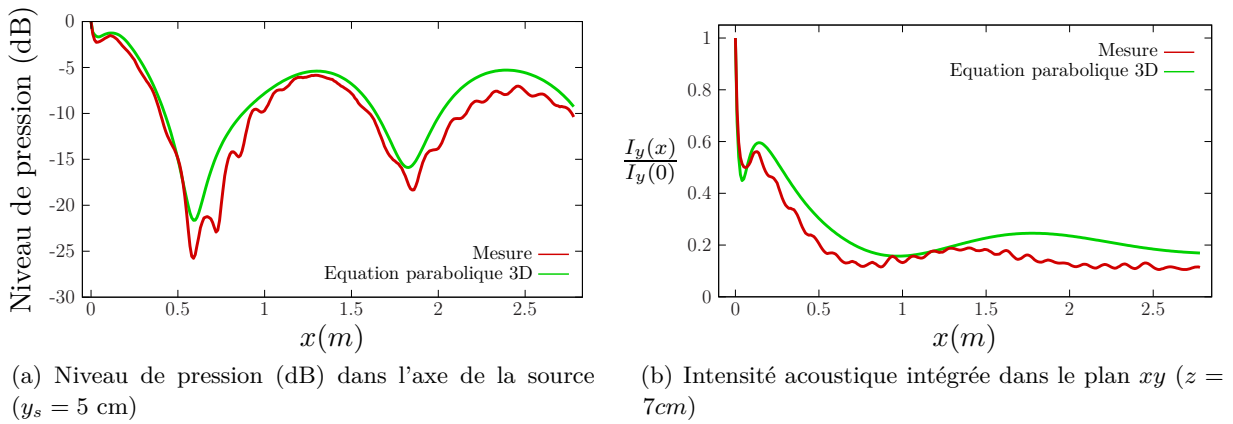 Niveau de pression (dB)
0
-5
-10
-15
-20
-25
-30
0
0.5
1
1.5
2
2.5
x(m)
Mesure
Equation parabolique 3D
(a) Niveau de pression (dB) dans l'axe de la source
(y_s = 5 cm)
I_y(x)
I_y(0)
1
0.8
0.6
0.4
0.2
0
0
0.5
1
1.5
2
2.5
x(m)
Mesure
Equation parabolique 3D
(b) Intensité acoustique intégrée dans le plan xy (z =
7cm)